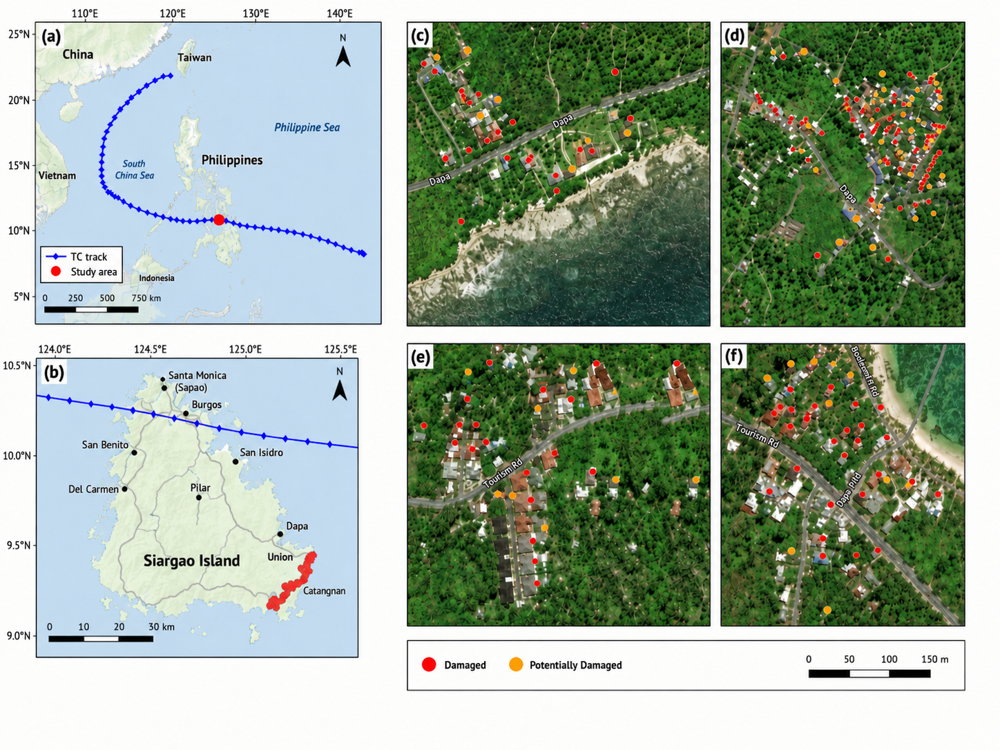 110°E 120°E 130°E 140°E
25°N
20°N
15°N
10°N
5°N
(a)
N
China
Taiwan
Philippine Sea
South
China Sea
Philippines
Vietnam
Indonesia
TC track
Study area
0 250 500 750 km
124.0°E 124.5°E 125.0°E 125.5°E
10.5°N
10.0°N
9.5°N
9.0°N
(b)
N
Santa Monica
(Sapao)
Burgos
San Benito
San Isidro
Del Carmen
Pilar
Dapa
Union
Siargao Island
Catangnan
0 10 20 30 km
(c)
Dapa
Dapa
(d)
Dapa
(e)
Tourism Rd
(f)
Rd
Tourism Rd
Dapa
Damaged
Potentially Damaged
0 50 100 150 m